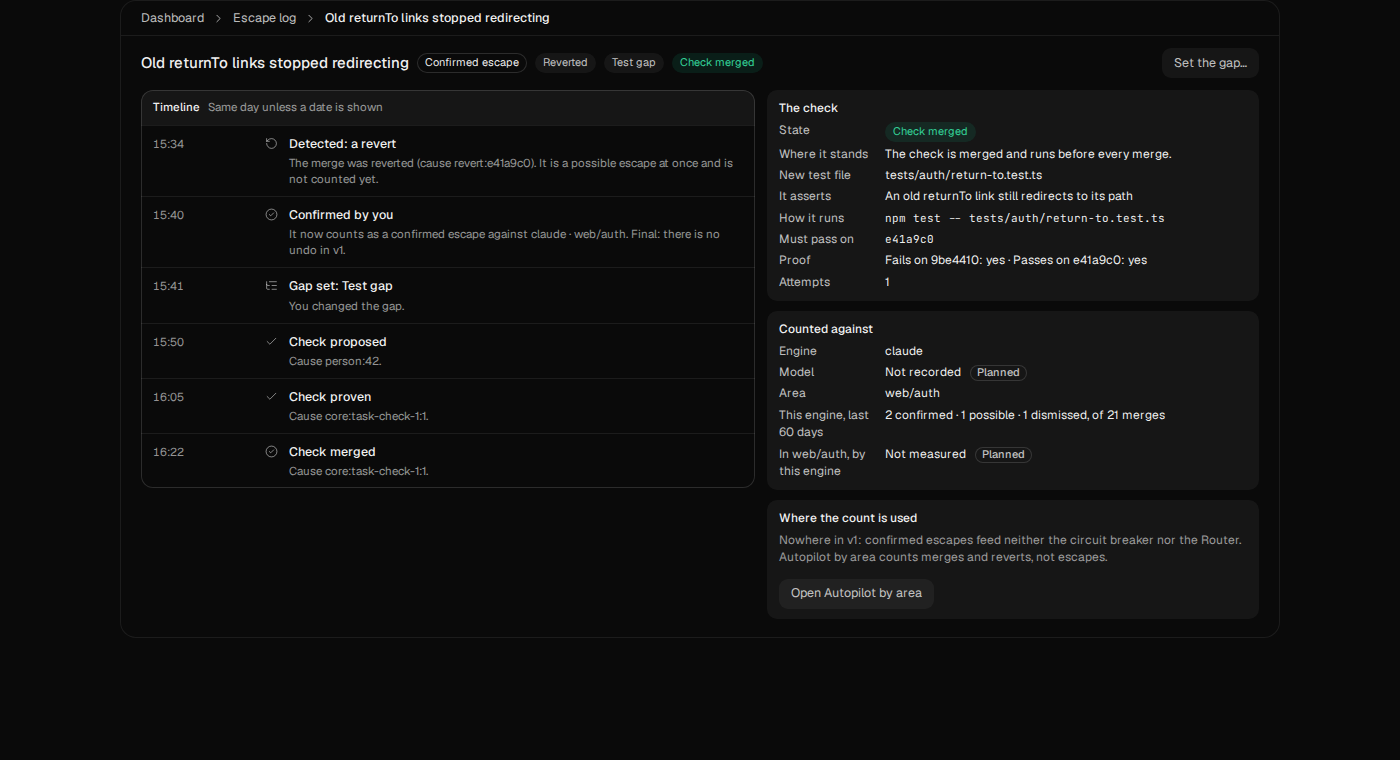 Dashboard > Escape log > Old returnTo links stopped redirecting
Old returnTo links stopped redirecting Confirmed escape Reverted Test gap Check merged Set the gap…
Timeline Same day unless a date is shown
15:34 Detected: a revert
The merge was reverted (cause revert:e41a9c0). It is a possible escape at once and is
not counted yet.
15:40 Confirmed by you
It now counts as a confirmed escape against claude · web/auth. Final: there is no
undo in v1.
15:41 Gap set: Test gap
You changed the gap.
15:50 Check proposed
Cause person:42.
16:05 Check proven
Cause core:task-check-1:1.
16:22 Check merged
Cause core:task-check-1:1.
The check
State Check merged
Where it stands The check is merged and runs before every merge.
New test file tests/auth/return-to.test.ts
It asserts An old returnTo link still redirects to its path
How it runs npm test -- tests/auth/return-to.test.ts
Must pass on e41a9c0
Proof Fails on 9be4410: yes · Passes on e41a9c0: yes
Attempts 1
Counted against
Engine claude
Model Not recorded Planned
Area web/auth
This engine, last 2 confirmed · 1 possible · 1 dismissed, of 21 merges
60 days
In web/auth, by Not measured Planned
this engine
Where the count is used
Nowhere in v1: confirmed escapes feed neither the circuit breaker nor the Router.
Autopilot by area counts merges and reverts, not escapes.
Open Autopilot by area